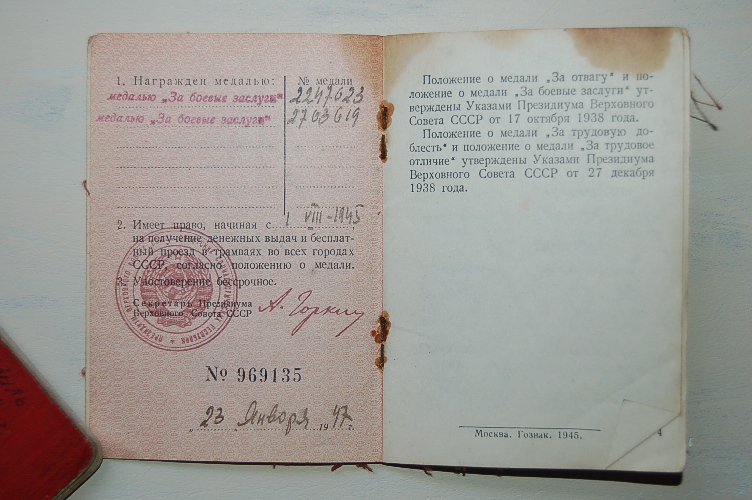 1. Награжден медалью: № медали
медалью „За боевые заслуги“ 2247623
медалью „За боевые заслуги“ 2703619
2. Имеет право, начиная с 1 VIII-1945
на получение денежных выдач и бесплат-
ный проезд в трамваях во всех городах
СССР, согласно положению о медали.
3. Удостоверение бессрочное.
Секретарь Президиума
Верховного Совета СССР А. Горкин
№ 969135
„23 Января 1947 г.
Положение о медали „За отвагу“ и по-
ложение о медали „За боевые заслуги“ ут-
верждены Указами Президиума Верховного
Совета СССР от 17 октября 1938 года.
Положение о медали „За трудовую до-
блесть“ и положение о медали „За трудовое
отличие“ утверждены Указами Президиума
Верховного Совета СССР от 27 декабря
1938 года.
Москва. Гознак. 1945.
4